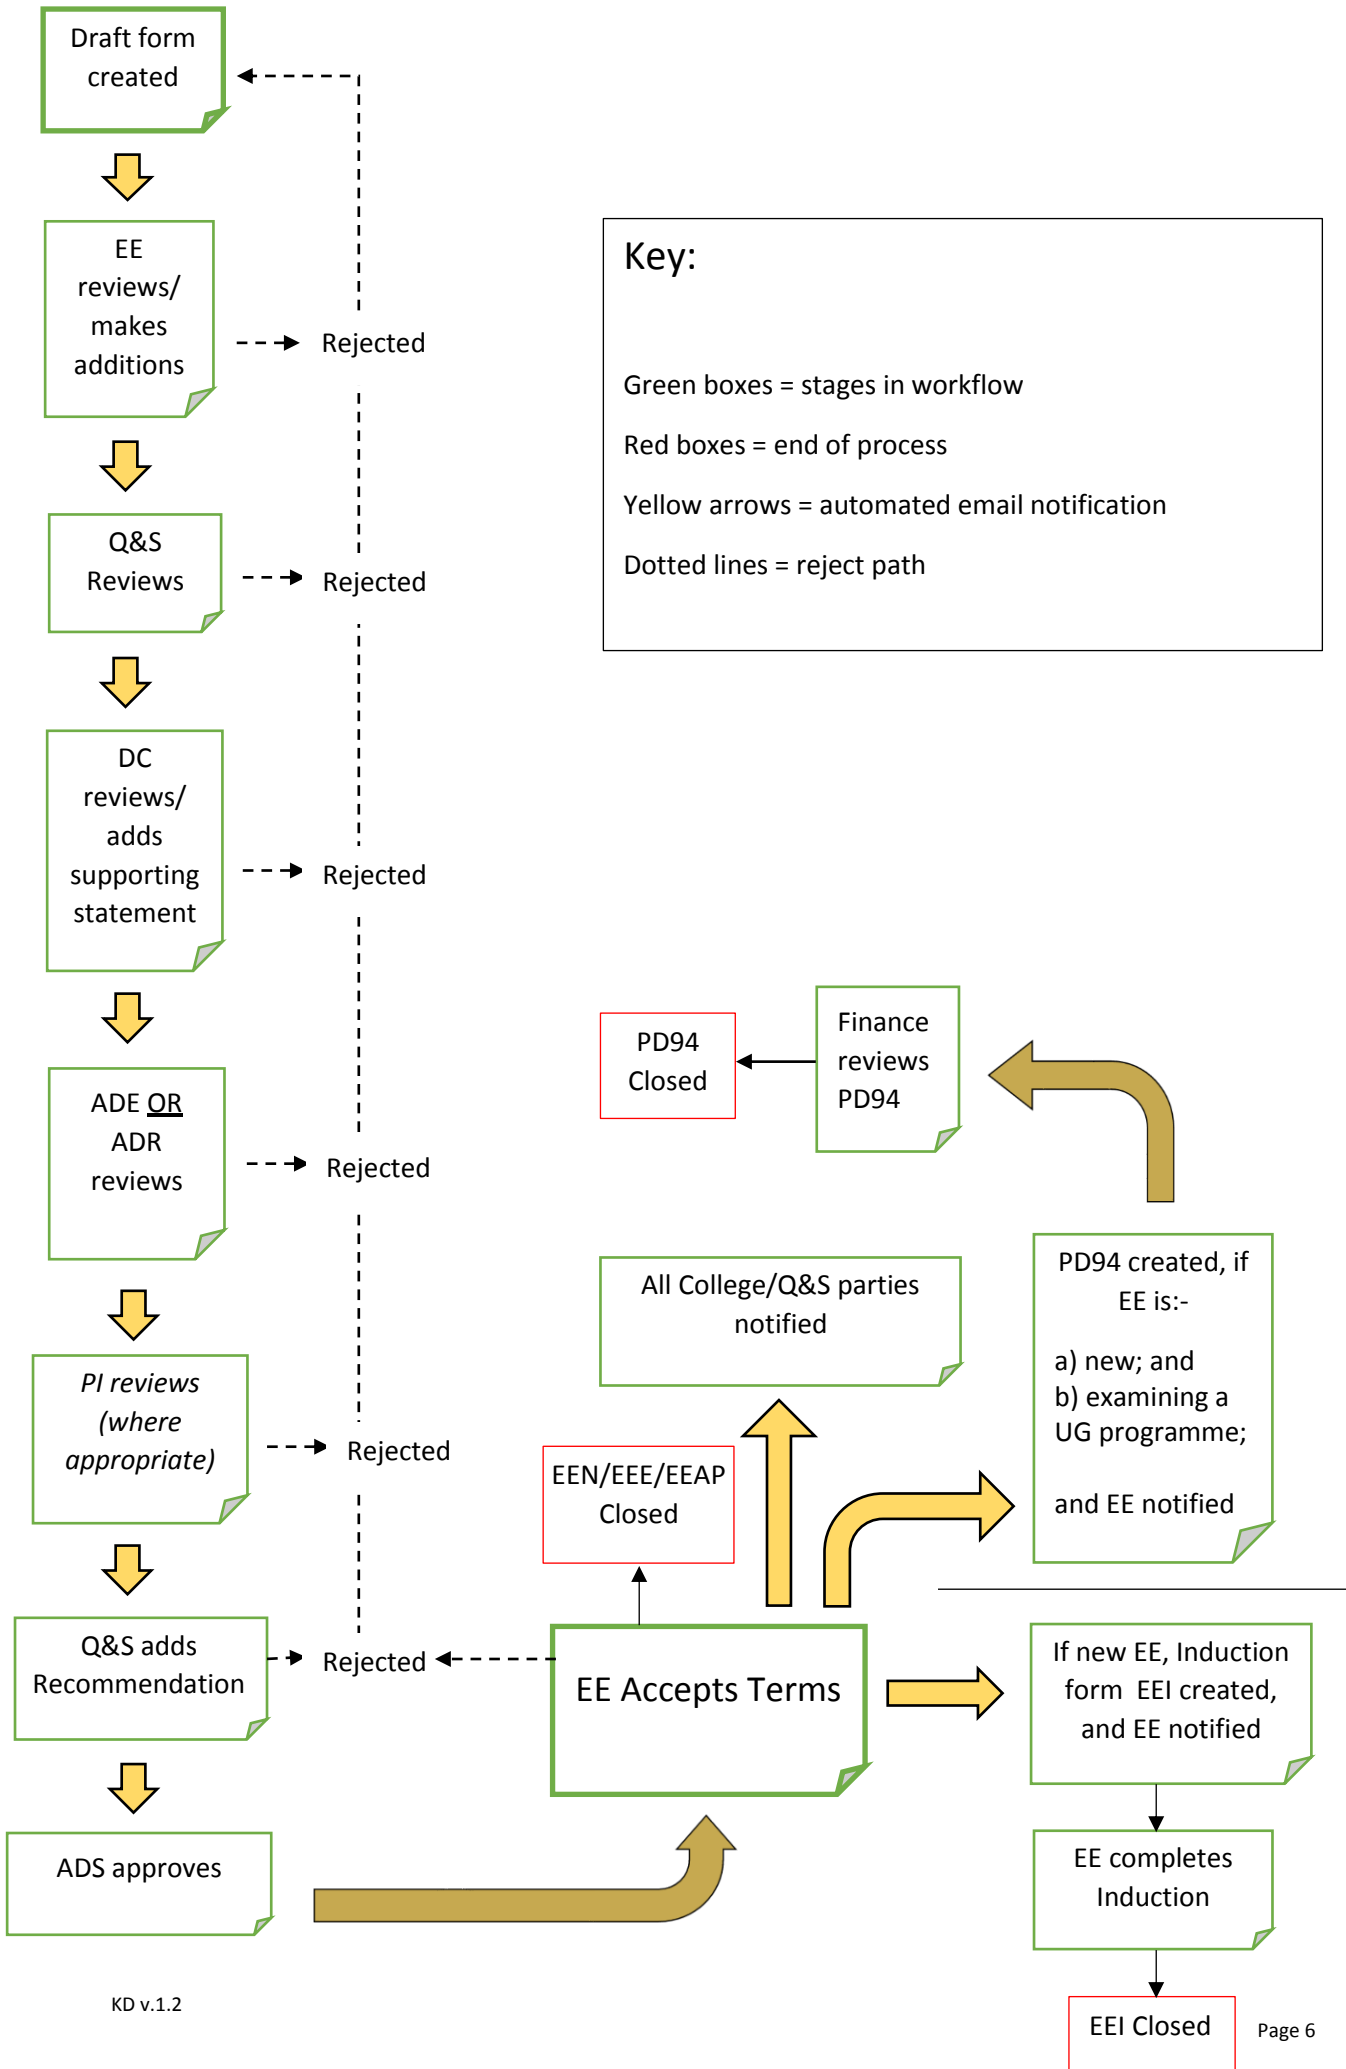 Draft form
created
EE
reviews/
makes
additions
Rejected
Key:
Green boxes = stages in workflow
Red boxes = end of process
Yellow arrows = automated email notification
Dotted lines = reject path
Q&S
Reviews
Rejected
DC
reviews/
adds
supporting
statement
Rejected
ADE OR
ADR
reviews
Rejected
PI reviews
(where
appropriate)
Rejected
Q&S adds
Recommendation
Rejected
ADS approves
EE Accepts Terms
EEN/EEE/EEAP
Closed
All College/Q&S parties
notified
PD94
Closed
Finance
reviews
PD94
PD94 created, if
EE is:-
a) new; and
b) examining a
UG programme;
and EE notified
If new EE, Induction
form  EEI created,
and EE notified
EE completes
Induction
EEI Closed
KD v.1.2
Page 6